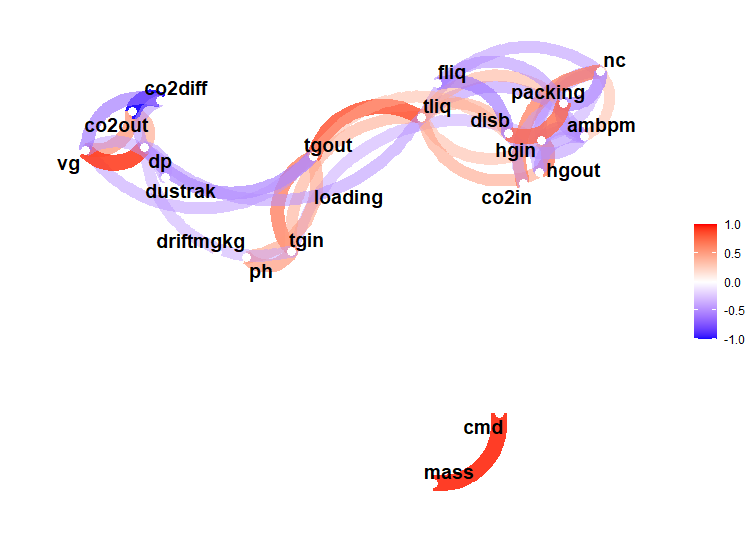 nc
fliq
co2diff
packing
tliq
co2out
disb
ambpm
tgout
hgin
vg
dp
hgout
dustrak
loading
co2in
driftmgkg
tgin
ph
1.0
0.5
0.0
-0.5
-1.0
cmd
mass